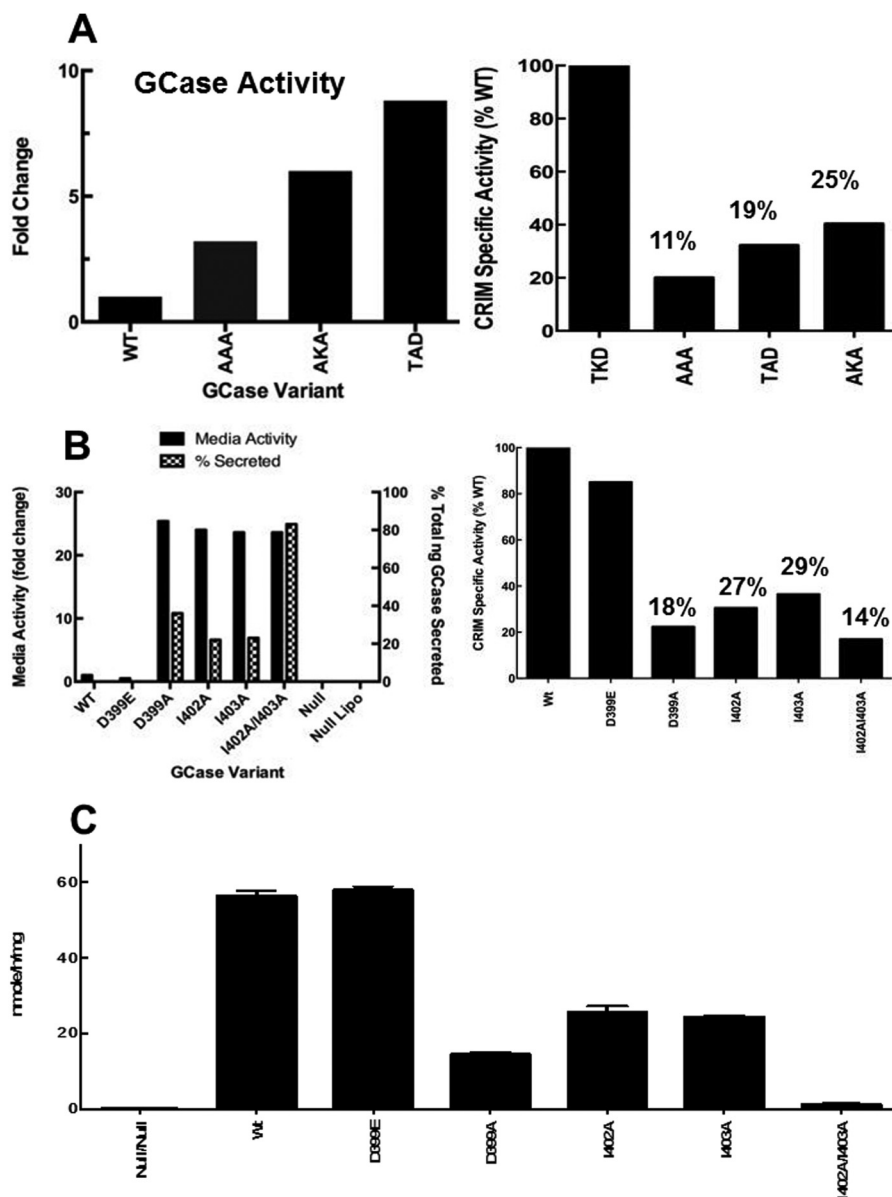 A
GCase Activity
Fold Change
10
5
0
WT
AAA
AKA
TAD
GCase Variant
CRIM Specific Activity (% WT)
100
80
60
40
20
0
11%
19%
25%
TKD
AAA
TAD
AKA
B
Media Activity
% Secreted
Media Activity (fold change)
30
20
10
0
100
80
60
40
20
0
% Total ng GCase Secreted
WT
D399E
D399A
I402A
I403A
I402A/I403A
Null
Null Lipo
GCase Variant
CRIM Specific Activity (% WT)
100
80
60
40
20
0
18%
27%
29%
14%
Wt
D399E
D399A
I402A
I403A
I402A/I403A
C
nmole/h/mg
60
40
20
0
Null/Null
Wt
D399E
D399A
I402A
I403A
I402A/I403A